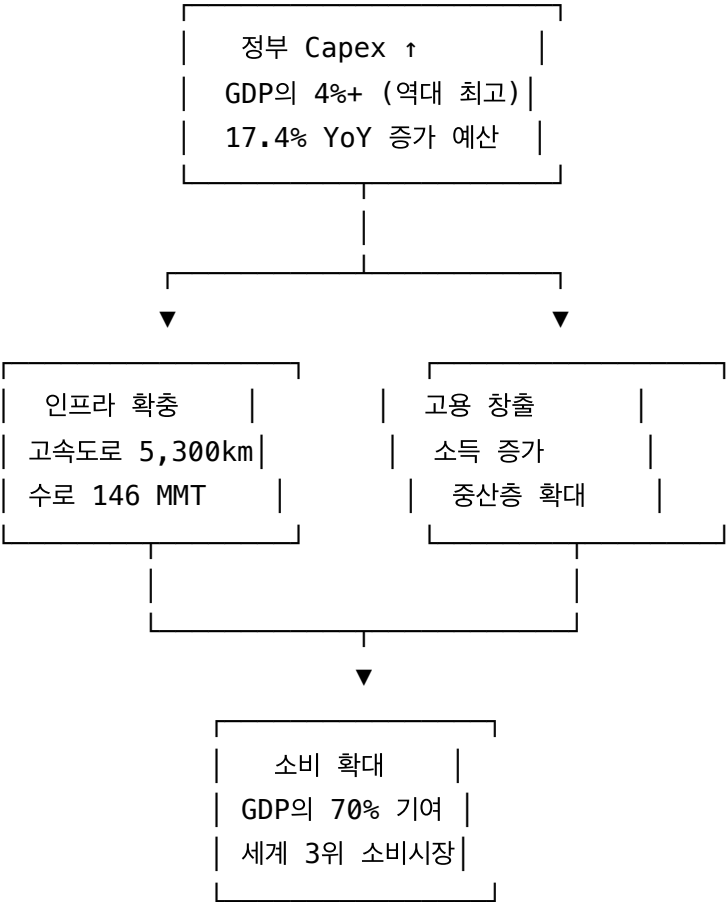 정부 Capex ↑
GDP의 4%+ (역대 최고)
17.4% YoY 증가 예산
▼ ▼
인프라 확충
고속도로 5,300km
수로 146 MMT
고용 창출
소득 증가
중산층 확대
▼
소비 확대
GDP의 70% 기여
세계 3위 소비시장